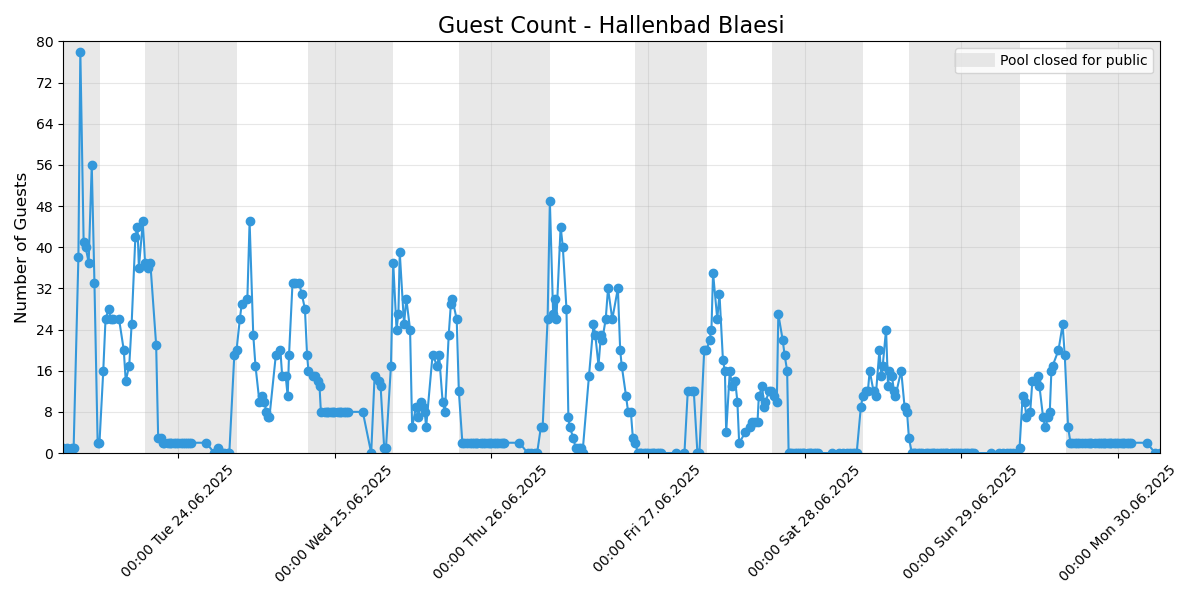 Guest Count - Hallenbad Blaesi
Pool closed for public
Number of Guests
80
72
64
56
48
40
32
24
16
8
0
00:00 Tue 24.06.2025
00:00 Wed 25.06.2025
00:00 Thu 26.06.2025
00:00 Fri 27.06.2025
00:00 Sat 28.06.2025
00:00 Sun 29.06.2025
00:00 Mon 30.06.2025